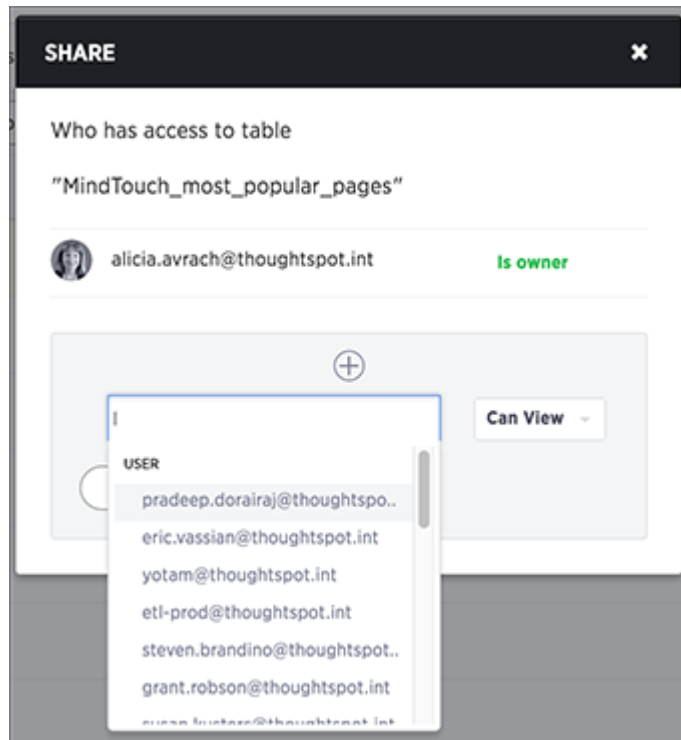 SHARE
Who has access to table
"MindTouch_most_popular_pages"
alicia.avrach@thoughtspot.int Is owner
Can View
USER
pradeep.dorairaj@thoughtspo..
eric.vassian@thoughtspot.int
yotam@thoughtspot.int
etl-prod@thoughtspot.int
steven.brandino@thoughtspot..
grant.robson@thoughtspot.int